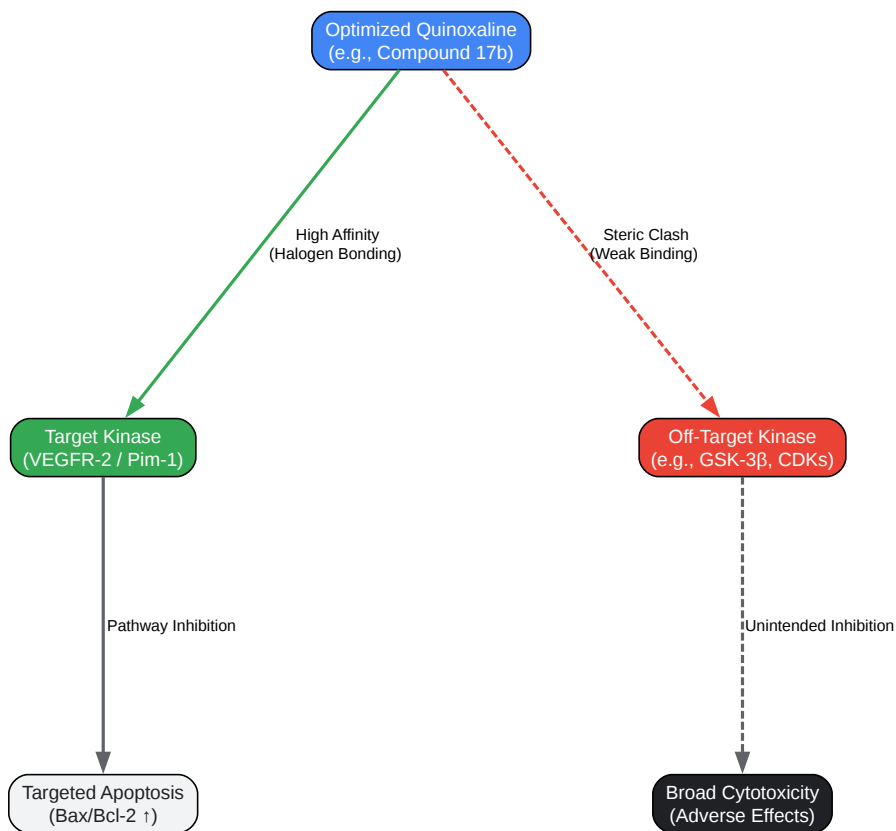 Optimized Quinoxaline
(e.g., Compound 17b)
High Affinity
(Halogen Bonding)
Steric Clash
(Weak Binding)
Target Kinase
(VEGFR-2 / Pim-1)
Off-Target Kinase
(e.g., GSK-3β, CDKs)
Pathway Inhibition
Unintended Inhibition
Targeted Apoptosis
(Bax/Bcl-2 ↑)
Broad Cytotoxicity
(Adverse Effects)